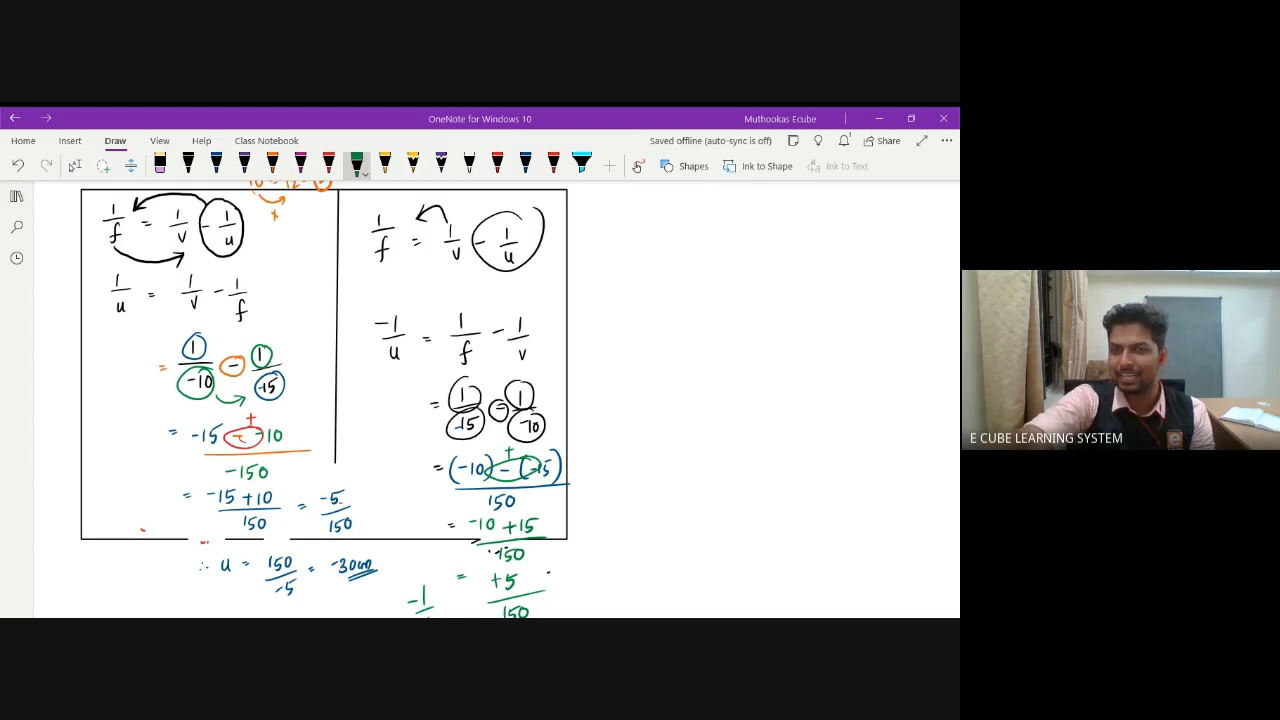 OneNote for Windows 10
Muthookas Ecube
Home Insert Draw View Help Class Notebook
Saved offline (auto-sync is off)
Share
Shapes
Ink to Shape
Ink to Text
1/f = 1/v - 1/u
1/u = 1/v - 1/f
= 1/-10 - 1/-15
= -15 - -10 / -150
+
= -15 + 10 / 150 = -5/150
∴ u = 150/-5 = -30cm
1/f = 1/v - 1/u
-1/u = 1/f - 1/v
= 1/-15 - 1/-10
+
= (-10) - (-15) / 150
= -10 + 15 / 150
= +5 / 150
-1
E CUBE LEARNING SYSTEM
e